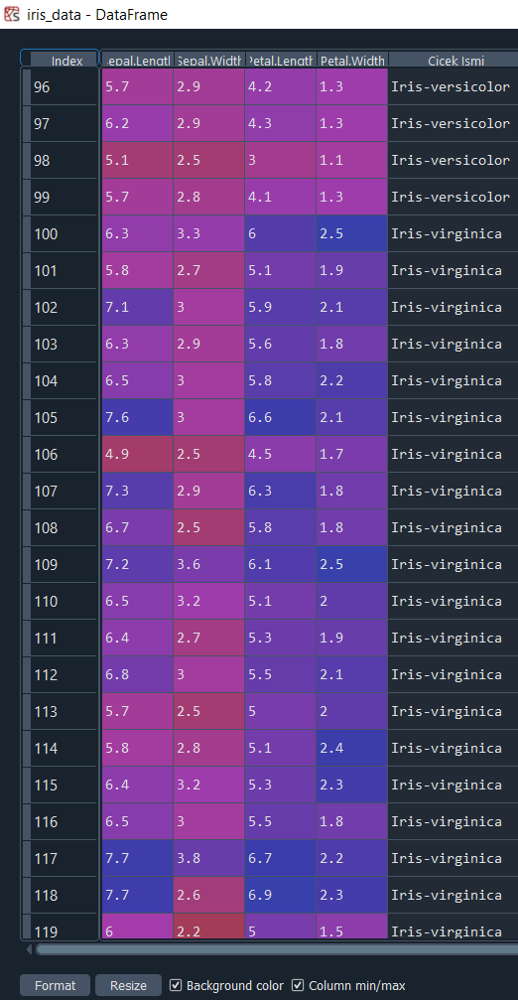 iris_data - DataFrame
Index epal.Lengtl Sepal.Width Petal.Length Petal.Width Cicek Ismi
96 5.7 2.9 4.2 1.3 Iris-versicolor
97 6.2 2.9 4.3 1.3 Iris-versicolor
98 5.1 2.5 3 1.1 Iris-versicolor
99 5.7 2.8 4.1 1.3 Iris-versicolor
100 6.3 3.3 6 2.5 Iris-virginica
101 5.8 2.7 5.1 1.9 Iris-virginica
102 7.1 3 5.9 2.1 Iris-virginica
103 6.3 2.9 5.6 1.8 Iris-virginica
104 6.5 3 5.8 2.2 Iris-virginica
105 7.6 3 6.6 2.1 Iris-virginica
106 4.9 2.5 4.5 1.7 Iris-virginica
107 7.3 2.9 6.3 1.8 Iris-virginica
108 6.7 2.5 5.8 1.8 Iris-virginica
109 7.2 3.6 6.1 2.5 Iris-virginica
110 6.5 3.2 5.1 2 Iris-virginica
111 6.4 2.7 5.3 1.9 Iris-virginica
112 6.8 3 5.5 2.1 Iris-virginica
113 5.7 2.5 5 2 Iris-virginica
114 5.8 2.8 5.1 2.4 Iris-virginica
115 6.4 3.2 5.3 2.3 Iris-virginica
116 6.5 3 5.5 1.8 Iris-virginica
117 7.7 3.8 6.7 2.2 Iris-virginica
118 7.7 2.6 6.9 2.3 Iris-virginica
119 6 2.2 5 1.5 Iris-virginica
Format Resize Background color Column min/max